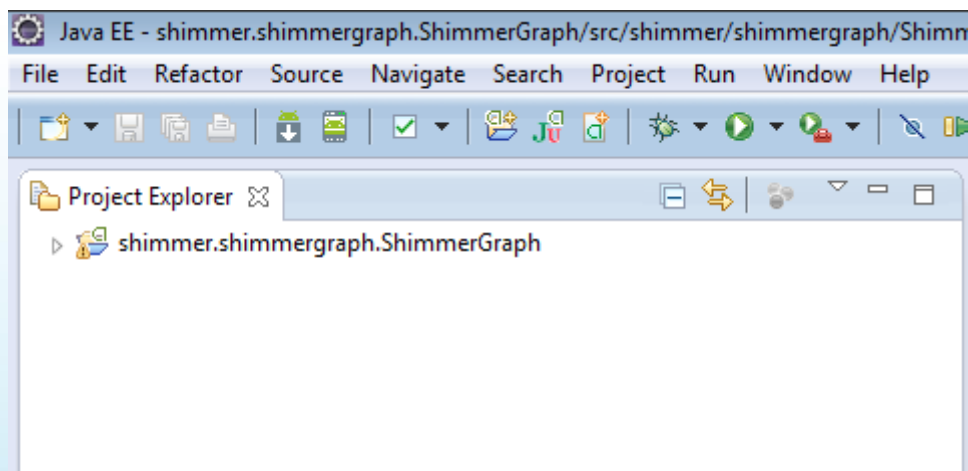 Java EE - shimmer.shimmergraph.ShimmerGraph/src/shimmer/shimmergraph/Shimm
File Edit Refactor Source Navigate Search Project Run Window Help
Project Explorer
shimmer.shimmergraph.ShimmerGraph